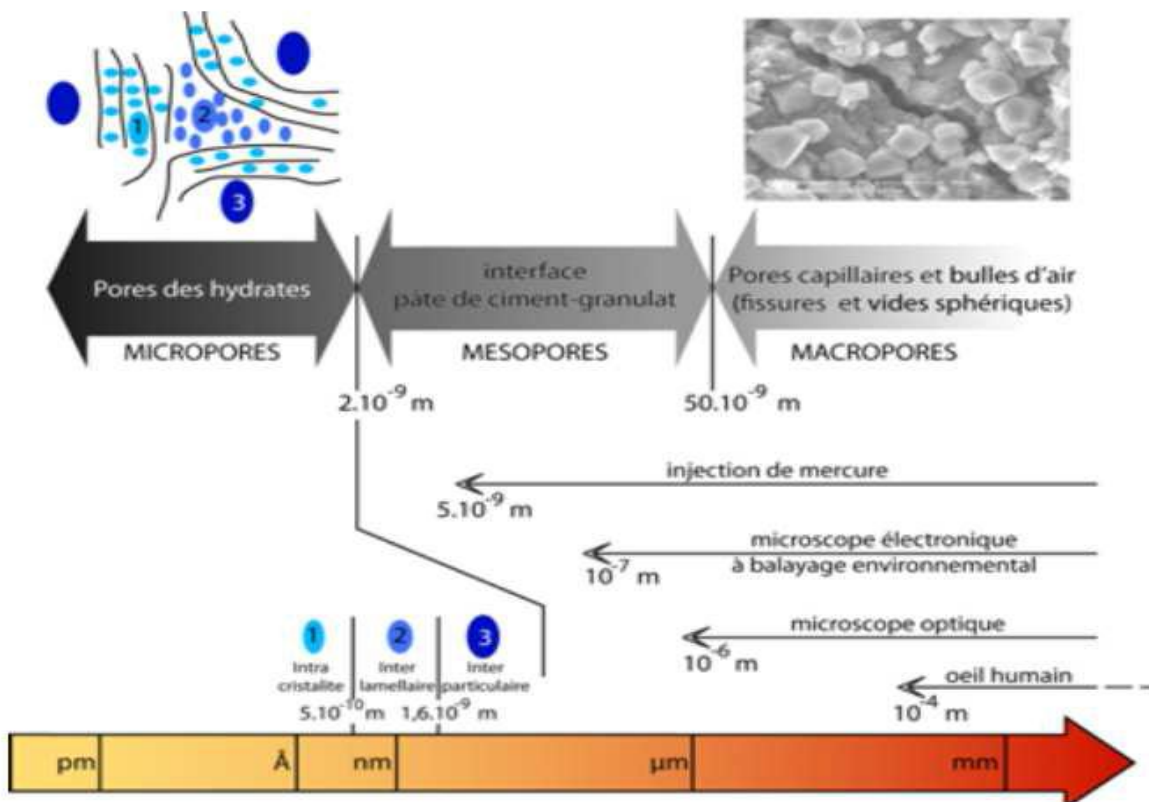 1
2
3
Pores des hydrates
interface
pâte de ciment-granulat
Pores capillaires et bulles d'air
(fissures et vides sphériques)
MICROPORES
MESOPORES
MACROPORES
2.10⁻⁹ m
50.10⁻⁹ m
injection de mercure
5.10⁻⁹ m
microscope électronique
à balayage environnemental
10⁻⁷ m
microscope optique
10⁻⁶ m
oeil humain
10⁻⁴ m
1
2
3
Intra
cristalite
Inter
lamellaire
Inter
particulaire
5.10⁻¹⁰ m
1,6.10⁻⁹ m
pm
Å
nm
µm
mm